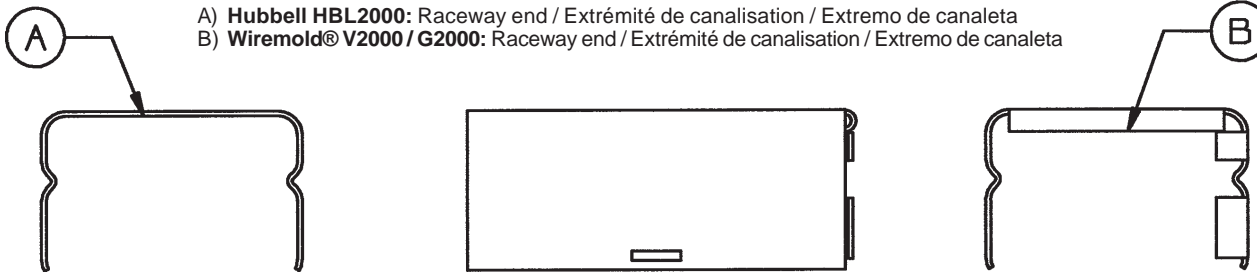 A) Hubbell HBL2000: Raceway end / Extrémité de canalisation / Extremo de canaleta
B) Wiremold® V2000 / G2000: Raceway end / Extrémité de canalisation / Extremo de canaleta
A
B